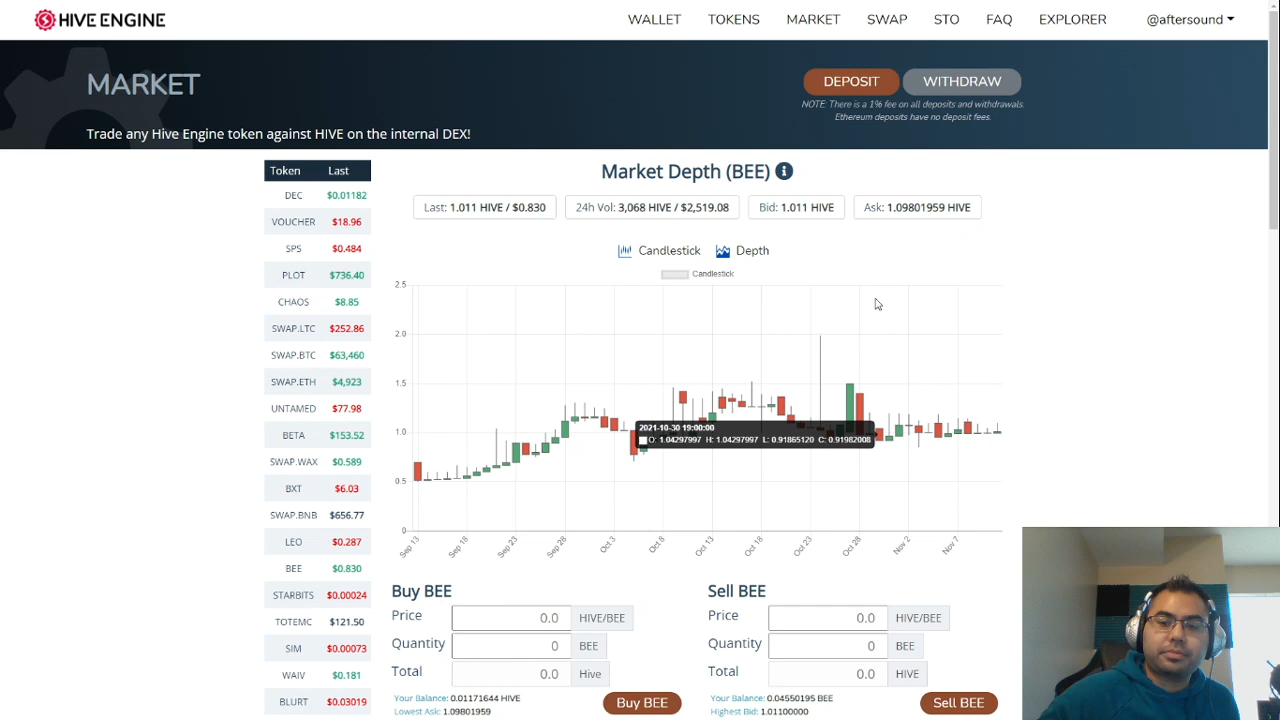 HIVE ENGINE
WALLET TOKENS MARKET SWAP STO FAQ EXPLORER @aftersound
MARKET
DEPOSIT WITHDRAW
NOTE: There is a 1% fee on all deposits and withdrawals.
Ethereum deposits have no deposit fees.
Trade any Hive Engine token against HIVE on the internal DEX!
Token Last
DEC $0.01182
VOUCHER $18.96
SPS $0.484
PLOT $736.40
CHAOS $8.85
SWAP.LTC $252.86
SWAP.BTC $63,460
SWAP.ETH $4,923
UNTAMED $77.98
BETA $153.52
SWAP.WAX $0.589
BXT $6.03
SWAP.BNB $656.77
LEO $0.287
BEE $0.830
STARBITS $0.00024
TOTEMC $121.50
SIM $0.00073
WAIV $0.181
BLURT $0.03019
Market Depth (BEE)
Last: 1.011 HIVE / $0.830
24h Vol: 3,068 HIVE / $2,519.08
Bid: 1.011 HIVE
Ask: 1.09801959 HIVE
Candlestick Depth
Candlestick
2.5
2.0
1.5
1.0
0.5
0
2021-10-30 19:00:00
O: 1.04297997 H: 1.04297997 L: 0.91865120 C: 0.91982008
Sep 13 Sep 18 Sep 23 Sep 28 Oct 3 Oct 8 Oct 13 Oct 18 Oct 23 Oct 28 Nov 2 Nov 7
Buy BEE
Price 0.0 HIVE/BEE
Quantity 0 BEE
Total 0.0 Hive
Your Balance: 0.01171644 HIVE
Lowest Ask: 1.09801959
Buy BEE
Sell BEE
Price 0.0 HIVE/BEE
Quantity 0 BEE
Total 0.0 HIVE
Your Balance: 0.04550195 BEE
Highest Bid: 1.01100000
Sell BEE